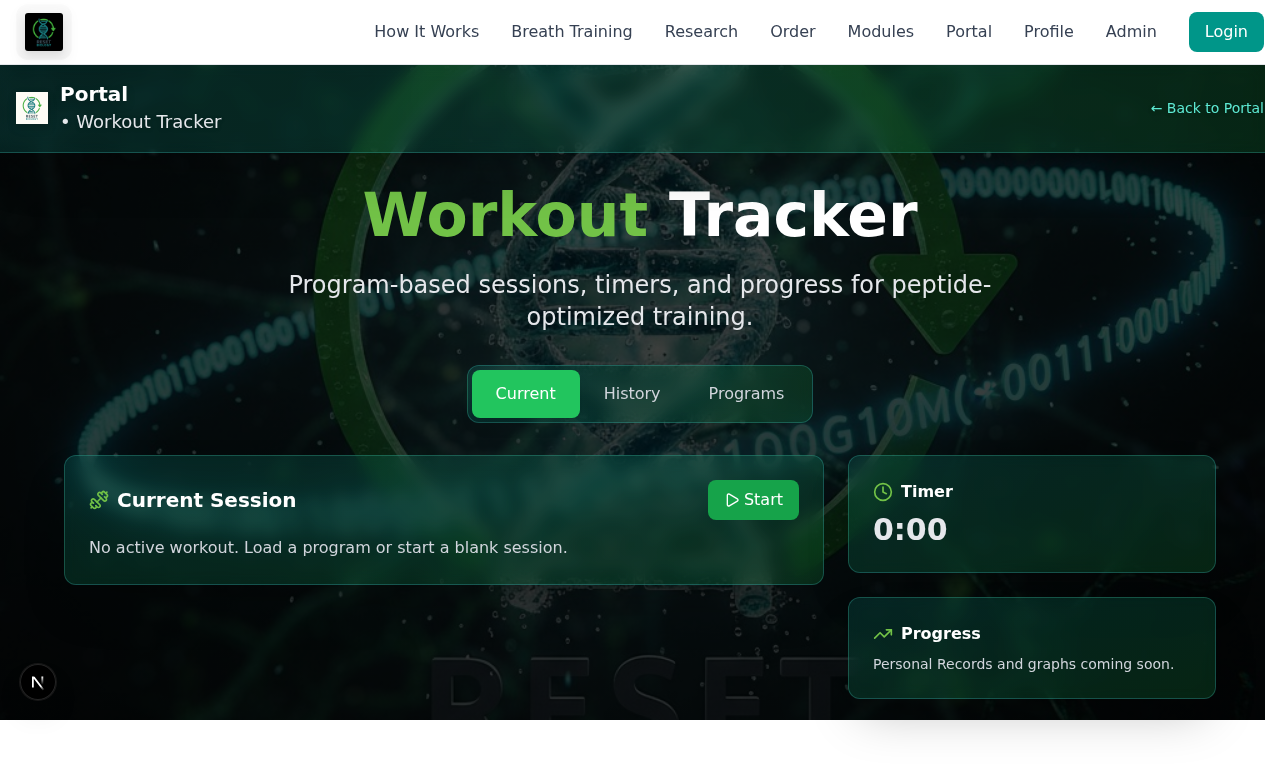 How It Works
Breath Training
Research
Order
Modules
Portal
Profile
Admin
Login
RESET
Portal
• Workout Tracker
← Back to Portal
Workout Tracker
Program-based sessions, timers, and progress for peptide-
optimized training.
Current
History
Programs
Current Session
Start
No active workout. Load a program or start a blank session.
Timer
0:00
Progress
Personal Records and graphs coming soon.
RESET
N